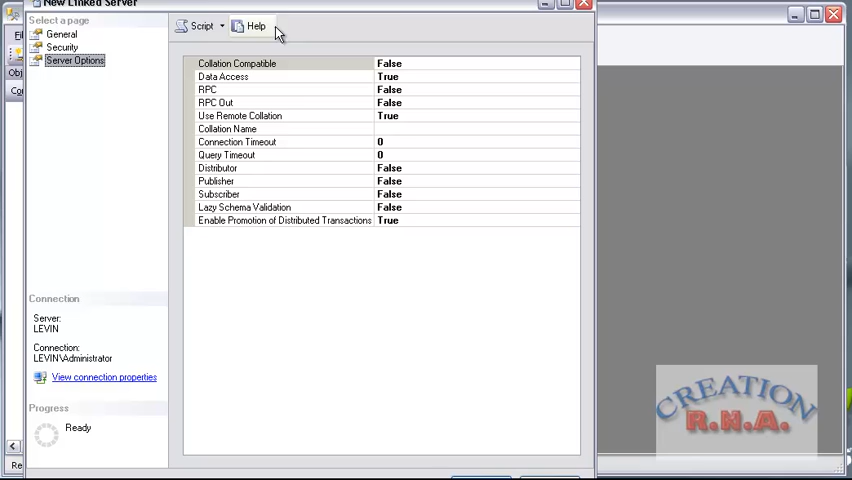 New Linked Server
Select a page
General
Security
Server Options
Script
Help
Collation Compatible False
Data Access True
RPC False
RPC Out False
Use Remote Collation True
Collation Name
Connection Timeout 0
Query Timeout 0
Distributor False
Publisher False
Subscriber False
Lazy Schema Validation False
Enable Promotion of Distributed Transactions True
Connection
Server:
LEVIN
Connection:
LEVIN\Administrator
View connection properties
Progress
Ready
Obj
Re
CREATION
R.N.A.